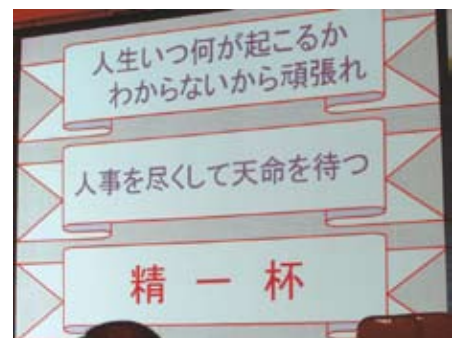 人生いつ何が起こるか
わからないから頑張れ
人事を尽くして天命を待つ
精一杯